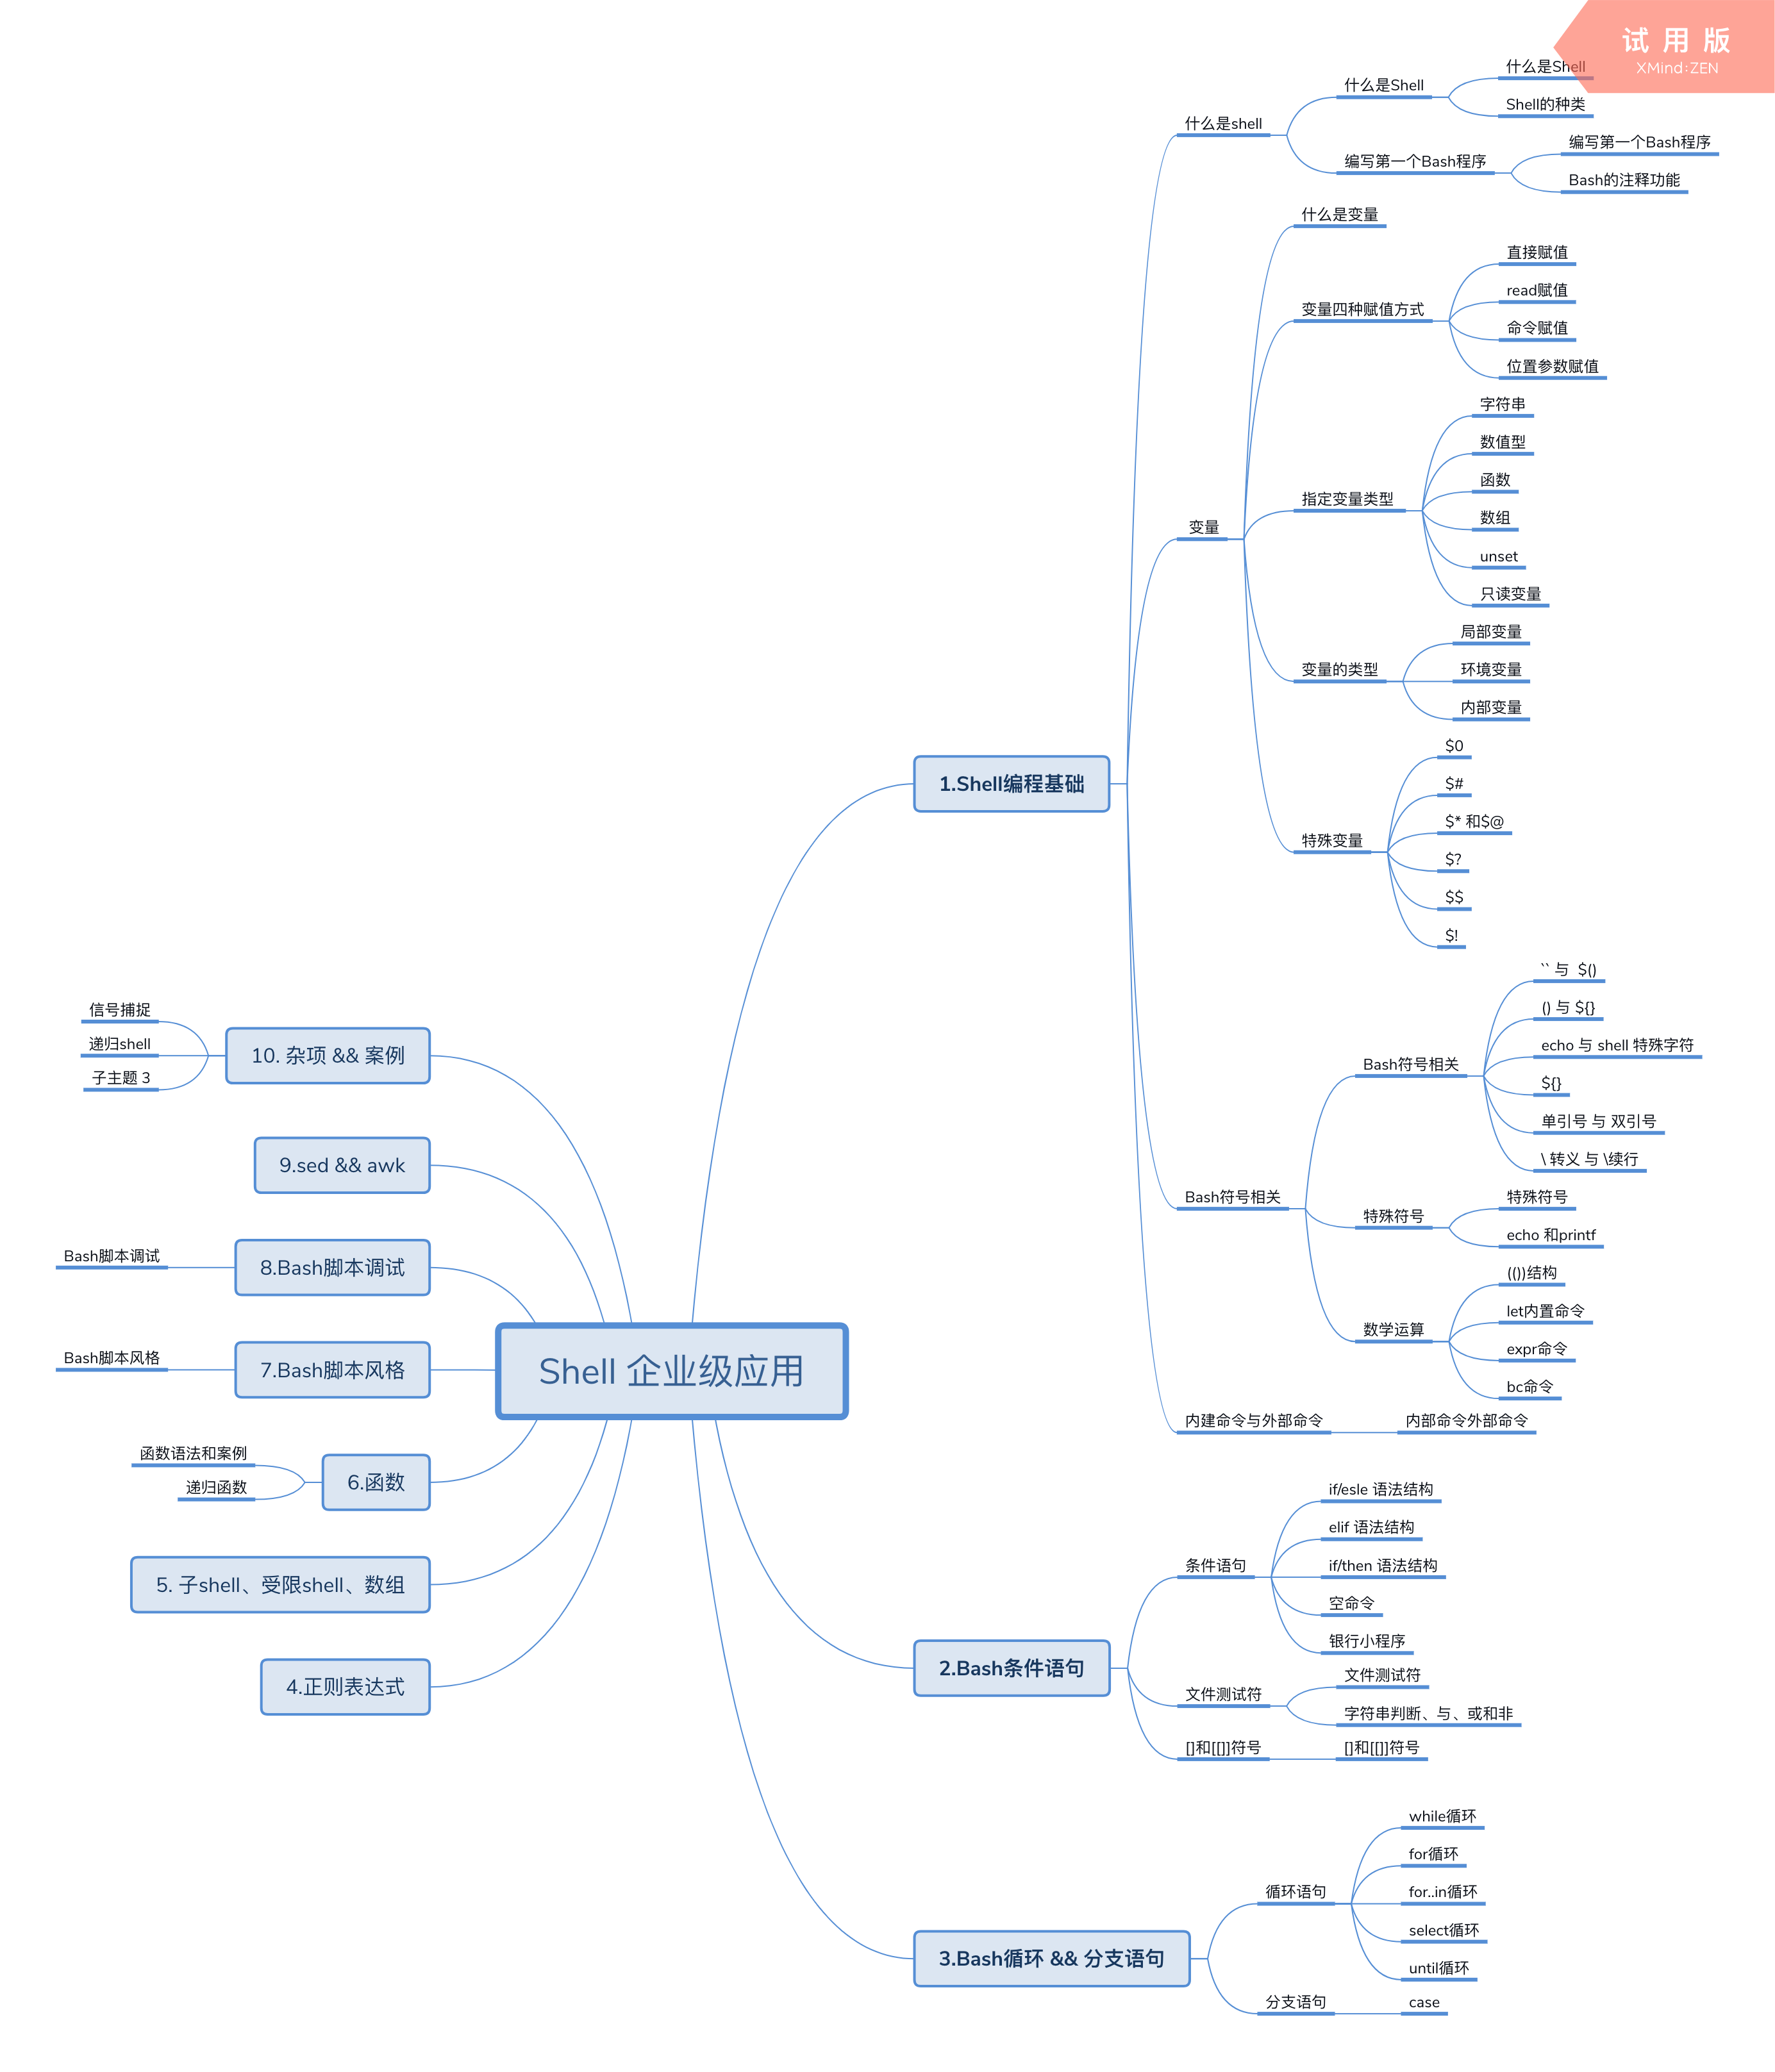 试 用 版
XMind:ZEN
Shell 企业级应用
1.Shell编程基础
什么是shell
什么是Shell
什么是Shell
Shell的种类
编写第一个Bash程序
编写第一个Bash程序
Bash的注释功能
变量
什么是变量
变量四种赋值方式
直接赋值
read赋值
命令赋值
位置参数赋值
指定变量类型
字符串
数值型
函数
数组
unset
只读变量
变量的类型
局部变量
环境变量
内部变量
特殊变量
$0
$#
$* 和$@
$?
$$
$!
Bash符号相关
Bash符号相关
`` 与  $()
() 与 ${}
echo 与 shell 特殊字符
${}
单引号 与 双引号
\ 转义 与 \续行
特殊符号
特殊符号
echo 和printf
数学运算
(())结构
let内置命令
expr命令
bc命令
内建命令与外部命令
内部命令外部命令
2.Bash条件语句
条件语句
if/esle 语法结构
elif 语法结构
if/then 语法结构
空命令
银行小程序
文件测试符
文件测试符
字符串判断、与、或和非
[]和[[]]符号
[]和[[]]符号
3.Bash循环 && 分支语句
循环语句
while循环
for循环
for..in循环
select循环
until循环
分支语句
case
4.正则表达式
5. 子shell、受限shell、数组
6.函数
函数语法和案例
递归函数
7.Bash脚本风格
Bash脚本风格
8.Bash脚本调试
Bash脚本调试
9.sed && awk
10. 杂项 && 案例
信号捕捉
递归shell
子主题 3